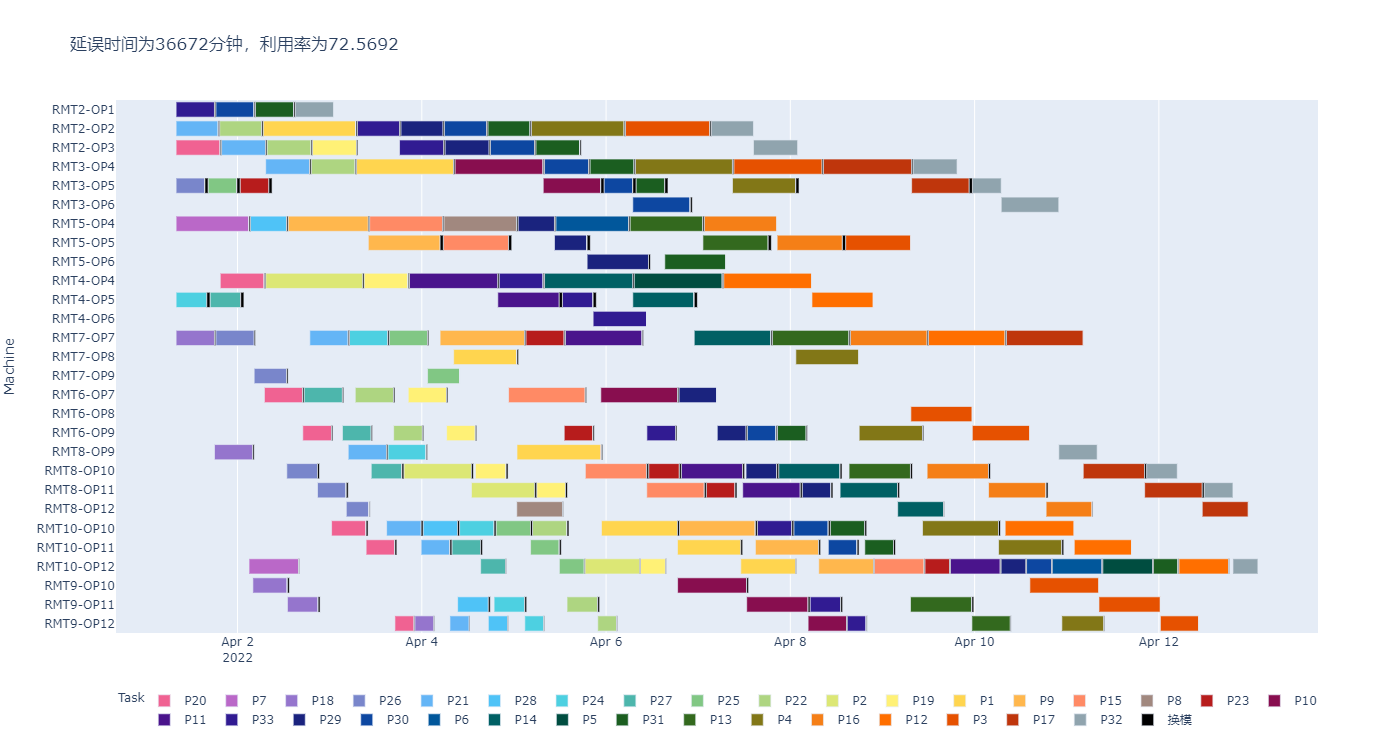 延误时间为36672分钟，利用率为72.5692
Machine
RMT2-OP1
RMT2-OP2
RMT2-OP3
RMT3-OP4
RMT3-OP5
RMT3-OP6
RMT5-OP4
RMT5-OP5
RMT5-OP6
RMT4-OP4
RMT4-OP5
RMT4-OP6
RMT7-OP7
RMT7-OP8
RMT7-OP9
RMT6-OP7
RMT6-OP8
RMT6-OP9
RMT8-OP9
RMT8-OP10
RMT8-OP11
RMT8-OP12
RMT10-OP10
RMT10-OP11
RMT10-OP12
RMT9-OP10
RMT9-OP11
RMT9-OP12
Apr 2 Apr 4 Apr 6 Apr 8 Apr 10 Apr 12
2022
Task P20 P7 P18 P26 P21 P28 P24 P27 P25 P22 P2 P19 P1 P9 P15 P8 P23 P10
P11 P33 P29 P30 P6 P14 P5 P31 P13 P4 P16 P12 P3 P17 P32 换模